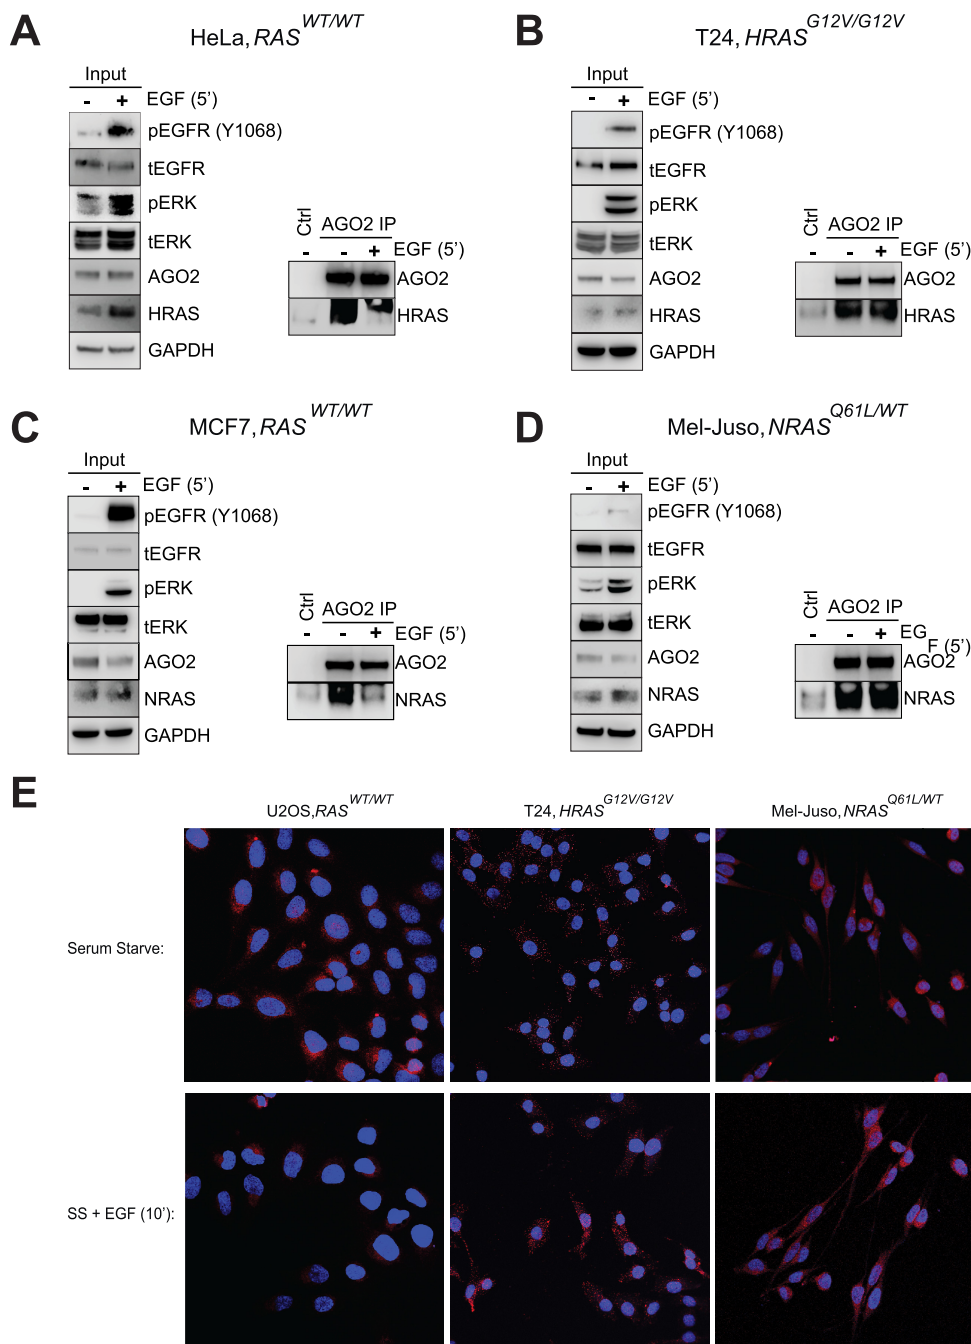 A
HeLa, RAS WT/WT
Input
- + EGF (5')
pEGFR (Y1068)
tEGFR
pERK
tERK
AGO2
HRAS
GAPDH
Ctrl
AGO2 IP
- - + EGF (5')
AGO2
HRAS
B
T24, HRAS G12V/G12V
Input
- + EGF (5')
pEGFR (Y1068)
tEGFR
pERK
tERK
AGO2
HRAS
GAPDH
Ctrl
AGO2 IP
- - + EGF (5')
AGO2
HRAS
C
MCF7, RAS WT/WT
Input
- + EGF (5')
pEGFR (Y1068)
tEGFR
pERK
tERK
AGO2
NRAS
GAPDH
Ctrl
AGO2 IP
- - + EGF (5')
AGO2
NRAS
D
Mel-Juso, NRAS Q61L/WT
Input
- + EGF (5')
pEGFR (Y1068)
tEGFR
pERK
tERK
AGO2
NRAS
GAPDH
Ctrl
AGO2 IP
- - + EG
F (5')
AGO2
NRAS
E
U2OS, RAS WT/WT
T24, HRAS G12V/G12V
Mel-Juso, NRAS Q61L/WT
Serum Starve:
SS + EGF (10'):